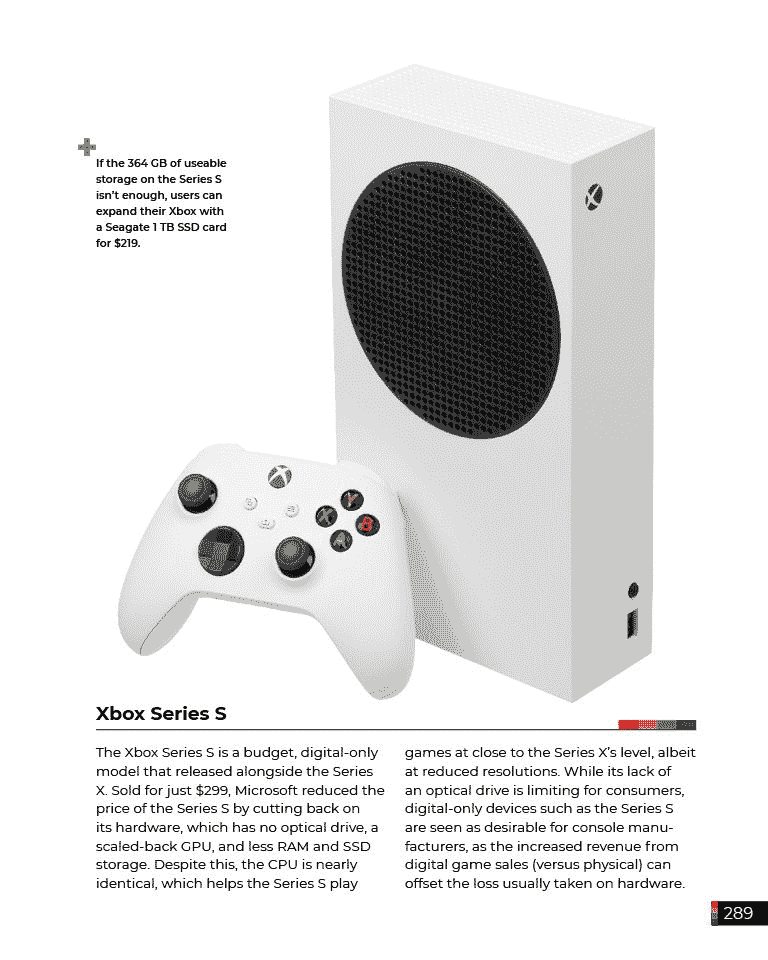 If the 364 GB of useable
storage on the Series S
isn't enough, users can
expand their Xbox with
a Seagate 1 TB SSD card
for $219.
Y
X
B
A
Xbox Series S
The Xbox Series S is a budget, digital-only
model that released alongside the Series
X. Sold for just $299, Microsoft reduced the
price of the Series S by cutting back on
its hardware, which has no optical drive, a
scaled-back GPU, and less RAM and SSD
storage. Despite this, the CPU is nearly
identical, which helps the Series S play
games at close to the Series X's level, albeit
at reduced resolutions. While its lack of
an optical drive is limiting for consumers,
digital-only devices such as the Series S
are seen as desirable for console manu-
facturers, as the increased revenue from
digital game sales (versus physical) can
offset the loss usually taken on hardware.
289